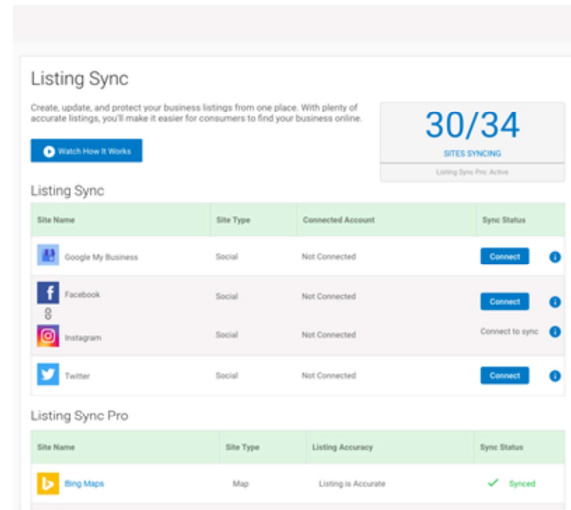 Listing Sync
Create, update, and protect your business listings from one place. With plenty of
accurate listings, you'll make it easier for consumers to find your business online.
Watch How It Works
30/34
SITES SYNCING
Listing Sync Pro: Active
Listing Sync
Site Name Site Type Connected Account Sync Status
Google My Business Social Not Connected Connect
Facebook Social Not Connected Connect
Instagram Social Not Connected Connect to sync
Twitter Social Not Connected Connect
Listing Sync Pro
Site Name Site Type Listing Accuracy Sync Status
Bing Maps Map Listing is Accurate Synced